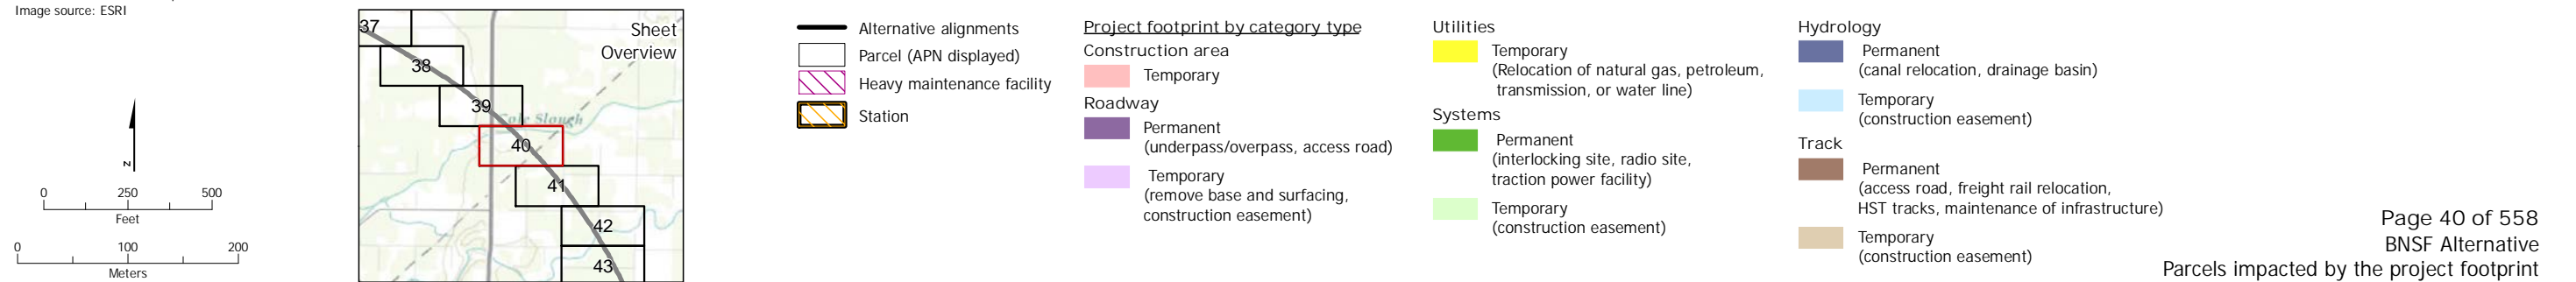 Image source: ESRI
N
0 250 500
Feet
0 100 200
Meters
Sheet
Overview
37
38
39
Cole Slough
40
41
42
43
Alternative alignments
Parcel (APN displayed)
Heavy maintenance facility
Station
Project footprint by category type
Construction area
Temporary
Roadway
Permanent
(underpass/overpass, access road)
Temporary
(remove base and surfacing,
construction easement)
Utilities
Temporary
(Relocation of natural gas, petroleum,
transmission, or water line)
Systems
Permanent
(interlocking site, radio site,
traction power facility)
Temporary
(construction easement)
Hydrology
Permanent
(canal relocation, drainage basin)
Temporary
(construction easement)
Track
Permanent
(access road, freight rail relocation,
HST tracks, maintenance of infrastructure)
Temporary
(construction easement)
Page 40 of 558
BNSF Alternative
Parcels impacted by the project footprint